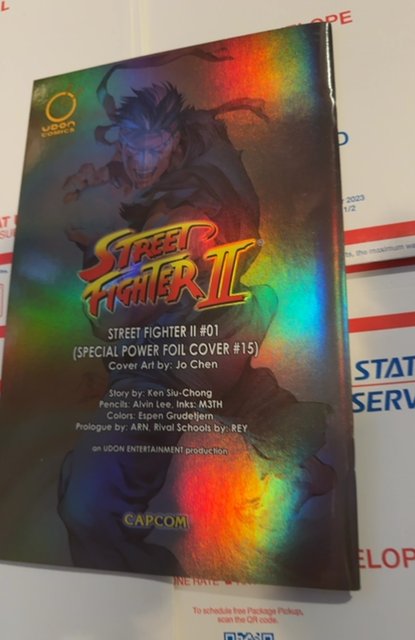 ELOPE
UDON
COMICS
2023
STREET
FIGHTER II
STREET FIGHTER II #01
(SPECIAL POWER FOIL COVER #15)
Cover Art by: Jo Chen
Story by: Ken Siu-Chong
Pencils: Alvin Lee, Inks: M3TH
Colors: Espen Grudetjern
Prologue by: ARN, Rival Schools by: REY
an UDON ENTERTAINMENT production
CAPCOM
STAT
SERV
ELOP
To schedule free Package Pickup,
scan the QR code.